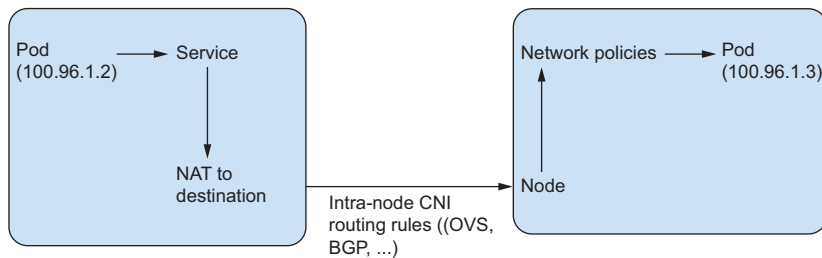 Pod
(100.96.1.2)
Service
NAT to
destination
Intra-node CNI
routing rules ((OVS,
BGP, ...)
Network policies
Pod
(100.96.1.3)
Node